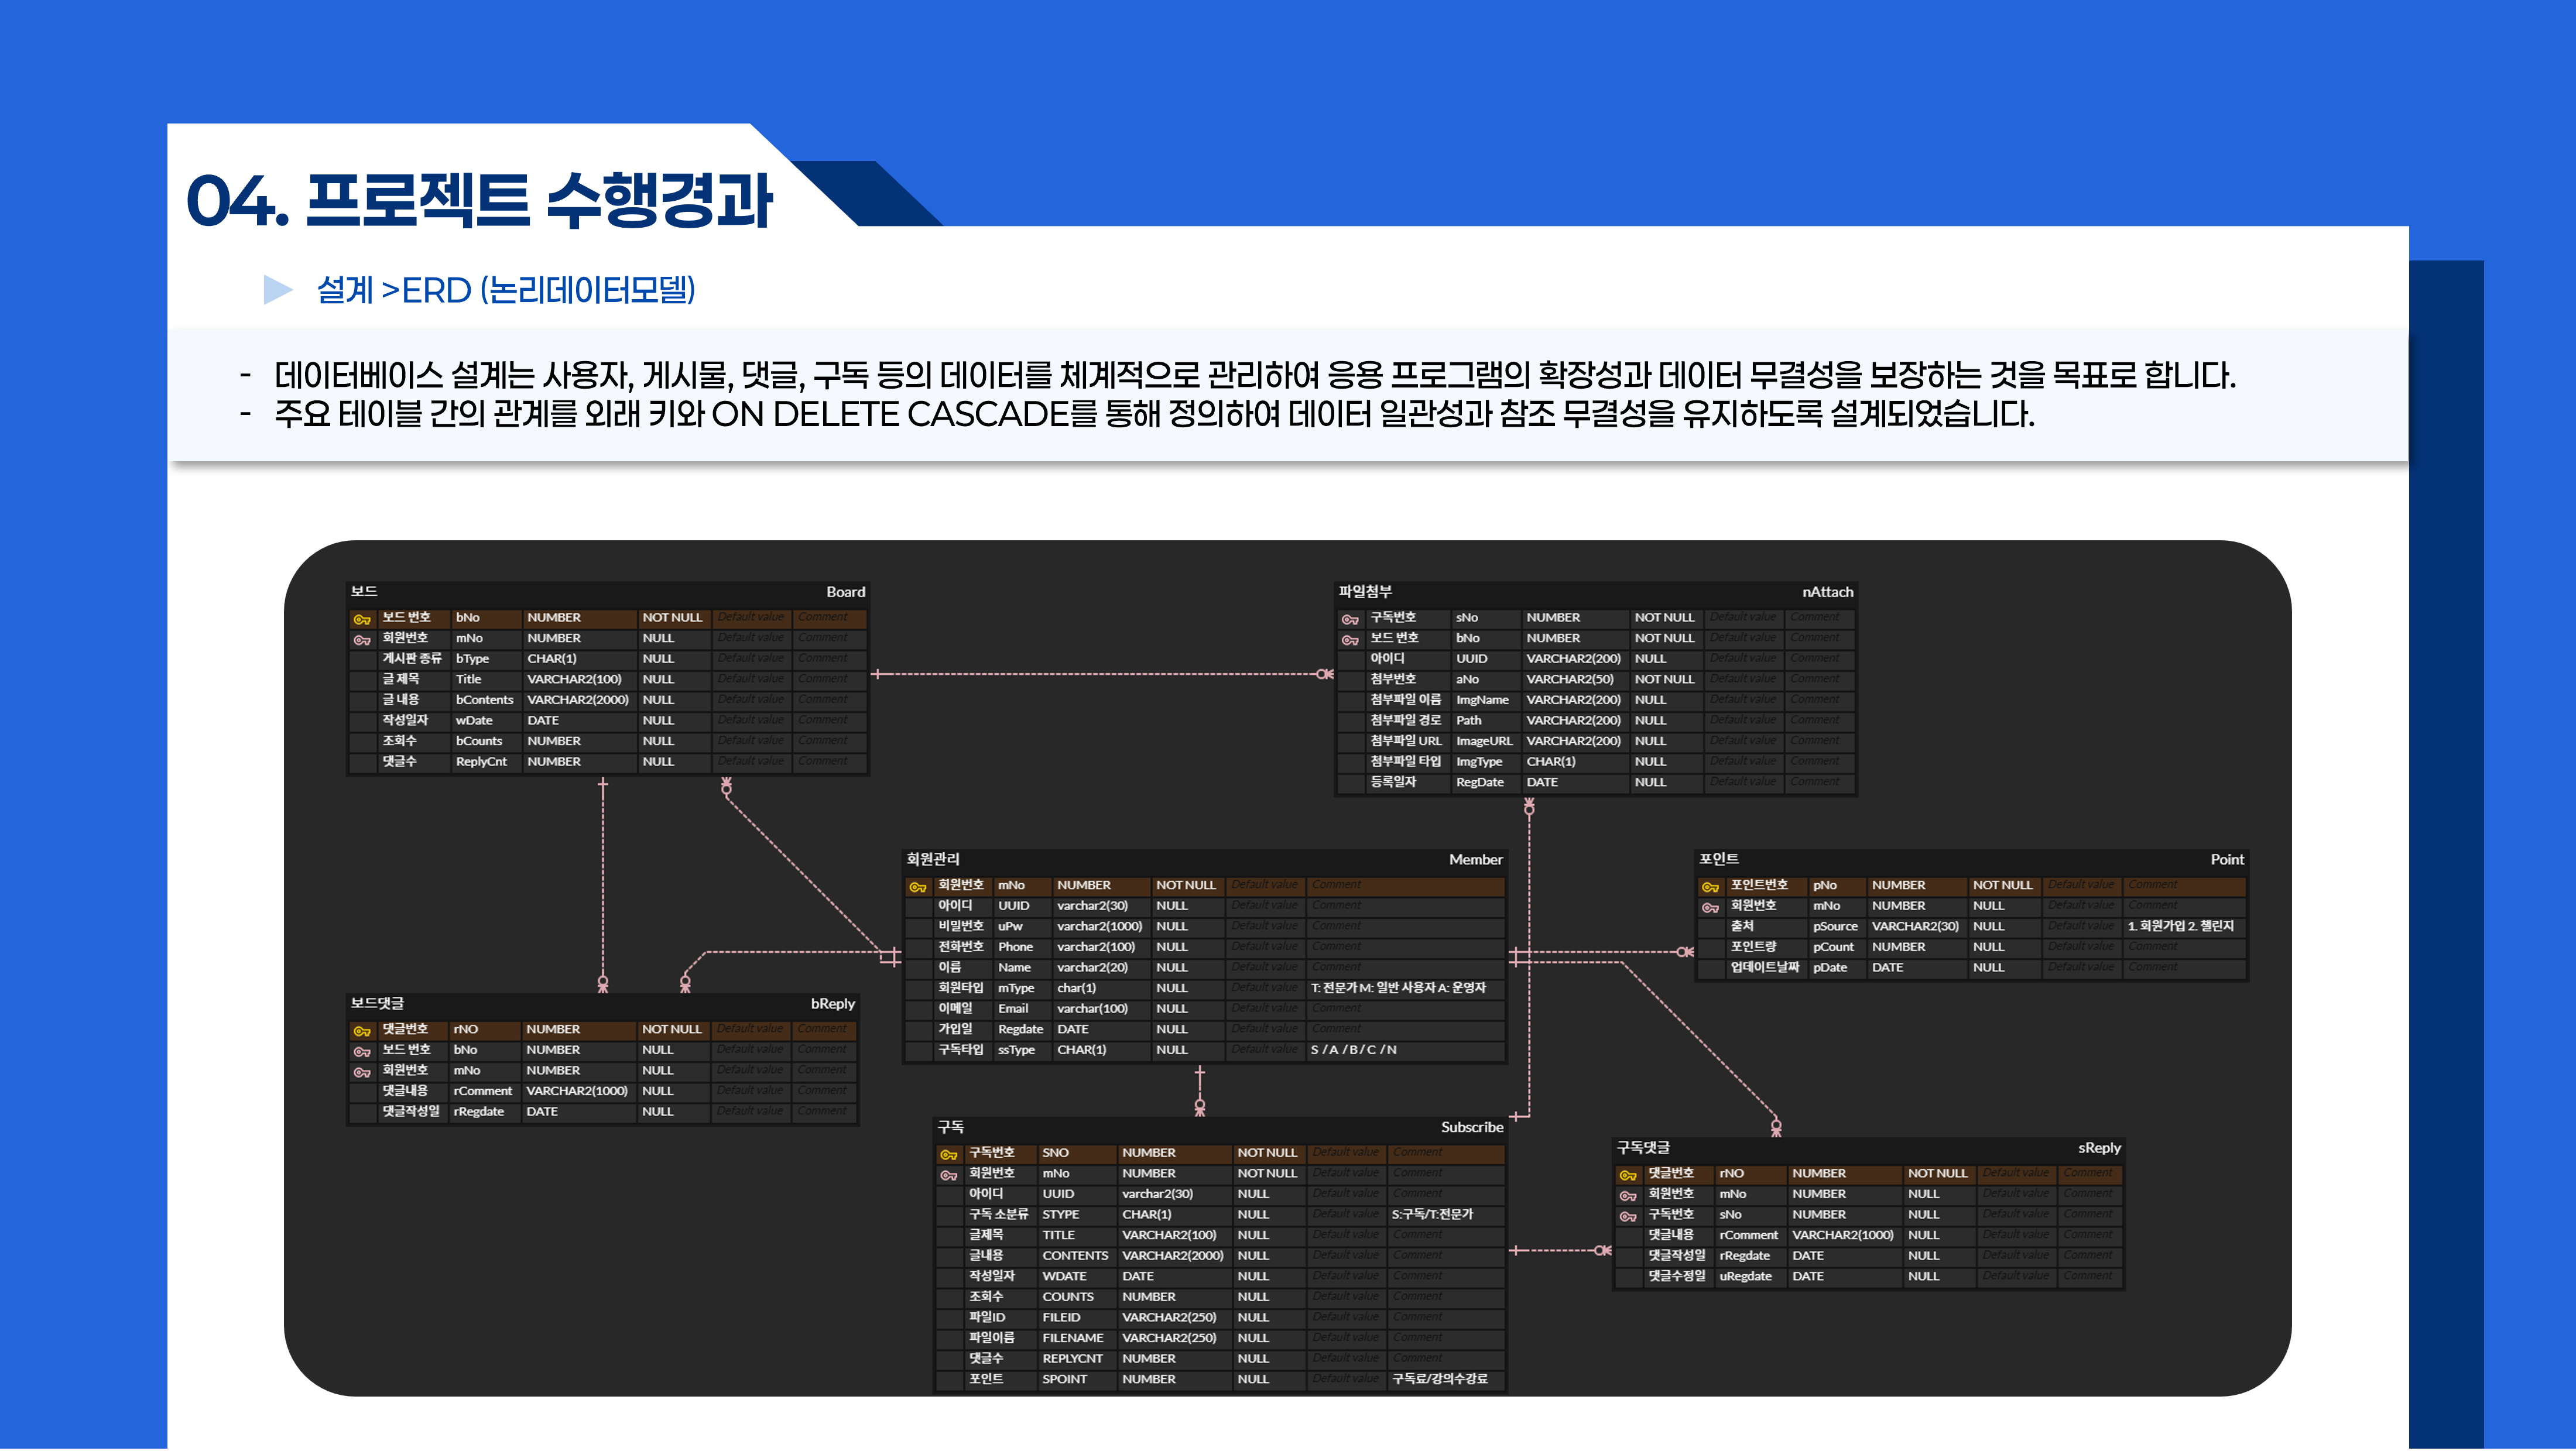 04. 프로젝트 수행경과
설계 >ERD (논리데이터모델)
- 데이터베이스 설계는 사용자, 게시물, 댓글, 구독 등의 데이터를 체계적으로 관리하여 응용 프로그램의 확장성과 데이터 무결성을 보장하는 것을 목표로 합니다.
- 주요 테이블 간의 관계를 외래 키와 ON DELETE CASCADE를 통해 정의하여 데이터 일관성과 참조 무결성을 유지하도록 설계되었습니다.
보드 Board
보드 번호 bNo NUMBER NOT NULL Default value Comment
회원번호 mNo NUMBER NULL Default value Comment
게시판 종류 bType CHAR(1) NULL Default value Comment
글 제목 Title VARCHAR2(100) NULL Default value Comment
글 내용 bContents VARCHAR2(2000) NULL Default value Comment
작성일자 wDate DATE NULL Default value Comment
조회수 bCounts NUMBER NULL Default value Comment
댓글수 ReplyCnt NUMBER NULL Default value Comment
파일첨부 nAttach
구독번호 sNo NUMBER NOT NULL Default value Comment
보드 번호 bNo NUMBER NOT NULL Default value Comment
아이디 UUID VARCHAR2(200) NULL Default value Comment
첨부번호 aNo VARCHAR2(50) NOT NULL Default value Comment
첨부파일 이름 ImgName VARCHAR2(200) NULL Default value Comment
첨부파일 경로 Path VARCHAR2(200) NULL Default value Comment
첨부파일 URL ImageURL VARCHAR2(200) NULL Default value Comment
첨부파일 타입 ImgType CHAR(1) NULL Default value Comment
등록일자 RegDate DATE NULL Default value Comment
회원관리 Member
회원번호 mNo NUMBER NOT NULL Default value Comment
아이디 UUID varchar2(30) NULL Default value Comment
비밀번호 uPw varchar2(1000) NULL Default value Comment
전화번호 Phone varchar2(100) NULL Default value Comment
이름 Name varchar2(20) NULL Default value Comment
회원타입 mType char(1) NULL Default value T: 전문가 M: 일반 사용자 A: 운영자
이메일 Email varchar(100) NULL Default value Comment
가입일 Regdate DATE NULL Default value Comment
구독타입 ssType CHAR(1) NULL Default value S / A / B / C / N
포인트 Point
포인트번호 pNo NUMBER NOT NULL Default value Comment
회원번호 mNo NUMBER NULL Default value Comment
출처 pSource VARCHAR2(30) NULL Default value 1. 회원가입 2. 챌린지
포인트량 pCount NUMBER NULL Default value Comment
업데이트날짜 pDate DATE NULL Default value Comment
보드댓글 bReply
댓글번호 rNO NUMBER NOT NULL Default value Comment
보드 번호 bNo NUMBER NULL Default value Comment
회원번호 mNo NUMBER NULL Default value Comment
댓글내용 rComment VARCHAR2(1000) NULL Default value Comment
댓글작성일 rRegdate DATE NULL Default value Comment
구독 Subscribe
구독번호 SNO NUMBER NOT NULL Default value Comment
회원번호 mNo NUMBER NOT NULL Default value Comment
아이디 UUID varchar2(30) NULL Default value Comment
구독 소분류 STYPE CHAR(1) NULL Default value S:구독/T:전문가
글제목 TITLE VARCHAR2(100) NULL Default value Comment
글내용 CONTENTS VARCHAR2(2000) NULL Default value Comment
작성일자 WDATE DATE NULL Default value Comment
조회수 COUNTS NUMBER NULL Default value Comment
파일ID FILEID VARCHAR2(250) NULL Default value Comment
파일이름 FILENAME VARCHAR2(250) NULL Default value Comment
댓글수 REPLYCNT NUMBER NULL Default value Comment
포인트 SPOINT NUMBER NULL Default value 구독료/강의수강료
구독댓글 sReply
댓글번호 rNO NUMBER NOT NULL Default value Comment
회원번호 mNo NUMBER NULL Default value Comment
구독번호 sNo NUMBER NULL Default value Comment
댓글내용 rComment VARCHAR2(1000) NULL Default value Comment
댓글작성일 rRegdate DATE NULL Default value Comment
댓글수정일 uRegdate DATE NULL Default value Comment